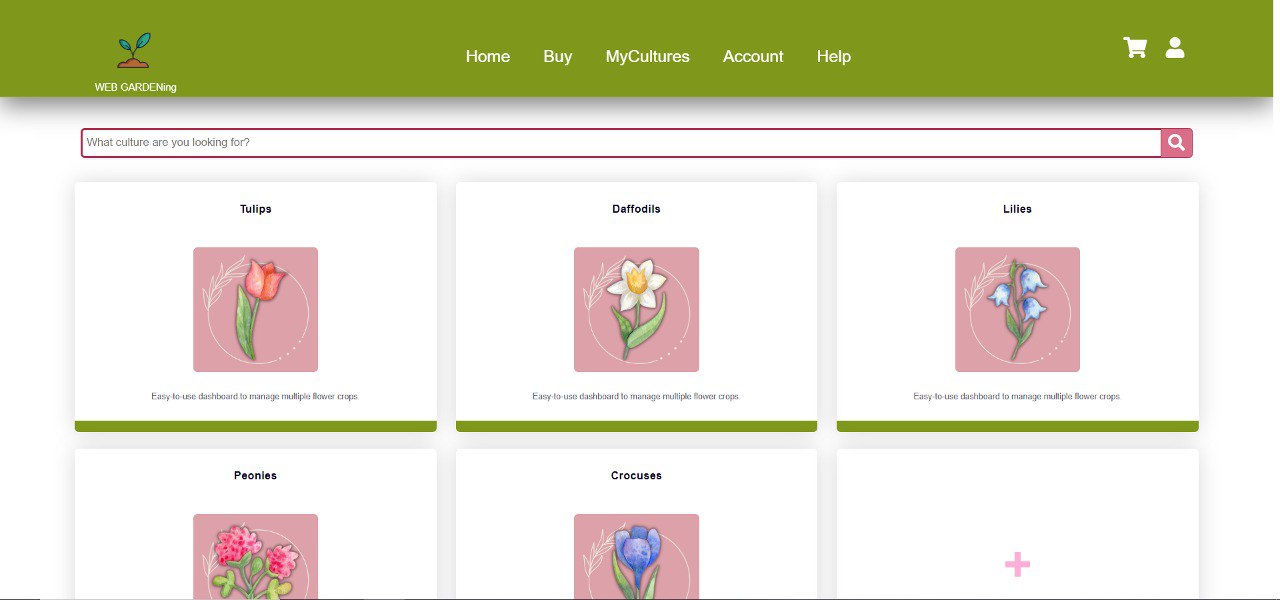 Home Buy MyCultures Account Help
WEB GARDENing
What culture are you looking for?
Tulips Daffodils Lilies
Easy-to-use dashboard to manage multiple flower crops. Easy-to-use dashboard to manage multiple flower crops. Easy-to-use dashboard to manage multiple flower crops.
Peonies Crocuses